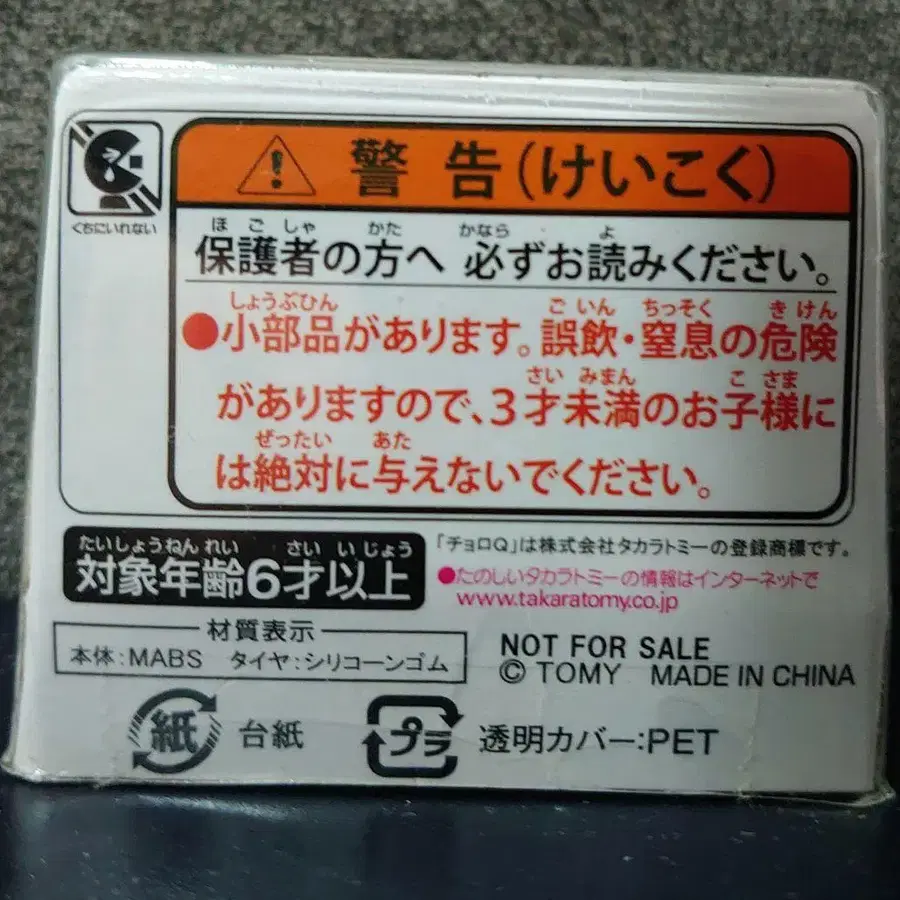 くちにいれない
警告(けいこく)
ほごしゃ かた かなら よ
保護者の方へ 必ずお読みください。
しょうぶひん ごいん ちっそく きけん
●小部品があります。誤飲・窒息の危険
さい みまん こ さま
がありますので、3才未満のお子様に
ぜったい あた
は絶対に与えないでください。
たいしょうねんれい さい いじょう
対象年齢6才以上
「チョロQ」は株式会社タカラトミーの登録商標です。
●たのしいタカラトミーの情報はインターネットで
www.takaratomy.co.jp
材質表示
本体:MABS タイヤ:シリコーンゴム
NOT FOR SALE
© TOMY MADE IN CHINA
紙 台紙
プラ 透明カバー:PET